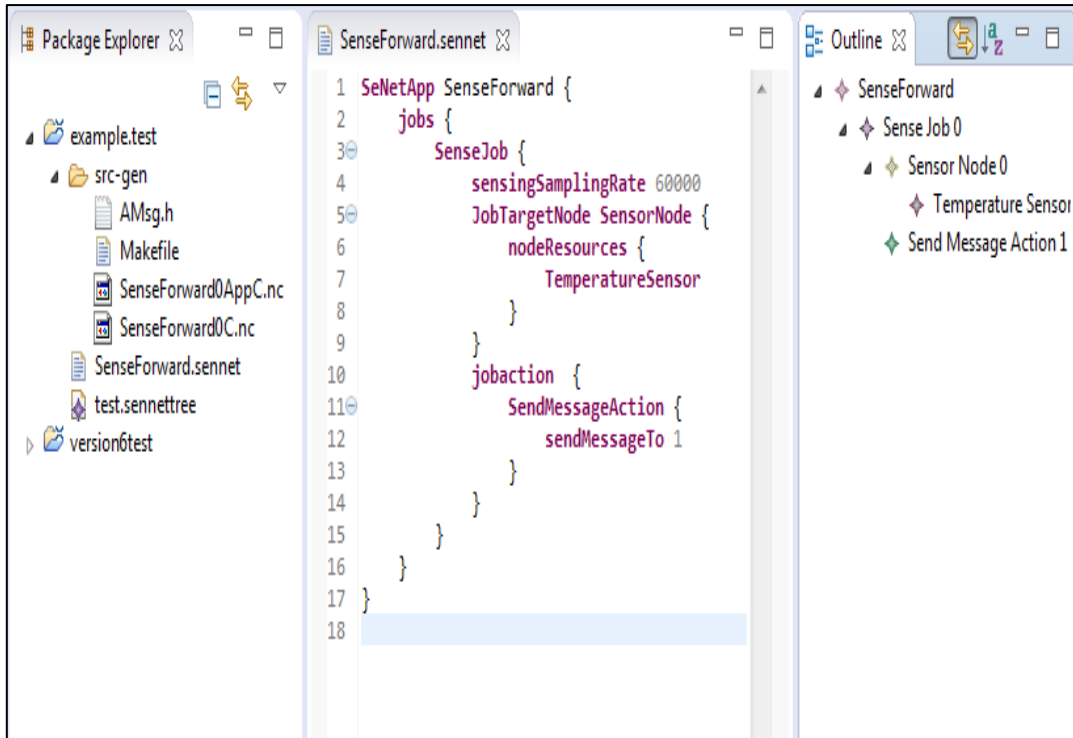 Package Explorer
example.test
src-gen
AMsg.h
Makefile
SenseForward0AppC.nc
SenseForward0C.nc
SenseForward.sennet
test.sennettree
version6test
SenseForward.sennet
1 SeNetApp SenseForward {
2 jobs {
3 SenseJob {
4 sensingSamplingRate 60000
5 JobTargetNode SensorNode {
6 nodeResources {
7 TemperatureSensor
8 }
9 }
10 jobaction {
11 SendMessageAction {
12 sendMessageTo 1
13 }
14 }
15 }
16 }
17 }
18
Outline
a
z
SenseForward
Sense Job 0
Sensor Node 0
Temperature Sensor
Send Message Action 1